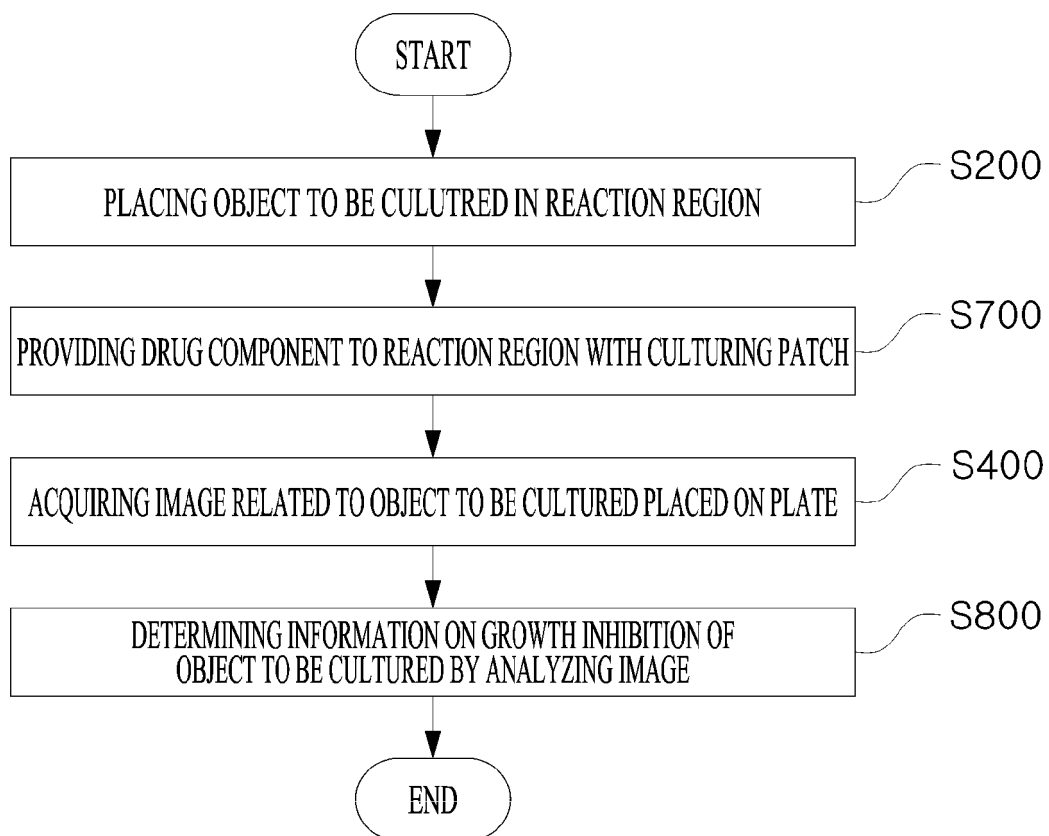 START
PLACING OBJECT TO BE CULUTRED IN REACTION REGION
S200
PROVIDING DRUG COMPONENT TO REACTION REGION WITH CULTURING PATCH
S700
ACQUIRING IMAGE RELATED TO OBJECT TO BE CULTURED PLACED ON PLATE
S400
DETERMINING INFORMATION ON GROWTH INHIBITION OF
OBJECT TO BE CULTURED BY ANALYZING IMAGE
S800
END